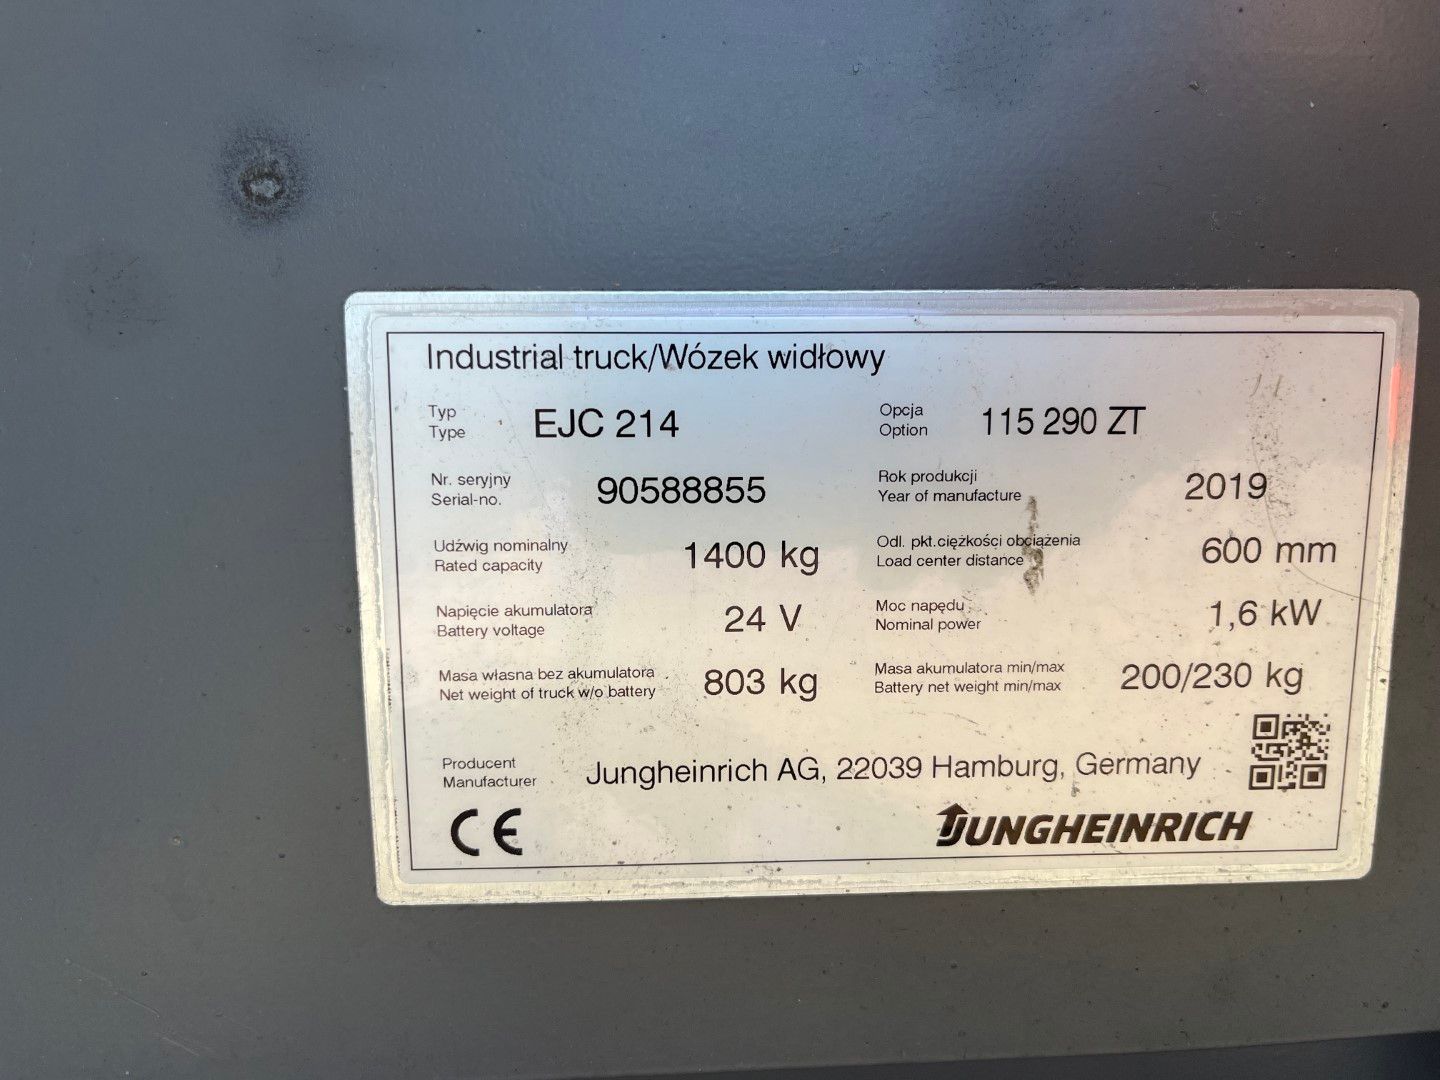 Industrial truck/Wózek widłowy
Typ
Type
EJC 214
Opcja
Option
115 290 ZT
Nr. seryjny
Serial-no.
90588855
Rok produkcji
Year of manufacture
2019
Udźwig nominalny
Rated capacity
1400 kg
Odl. pkt.ciężkości obciążenia
Load center distance
600 mm
Napięcie akumulatora
Battery voltage
24 V
Moc napędu
Nominal power
1,6 kW
Masa własna bez akumulatora
Net weight of truck w/o battery
803 kg
Masa akumulatora min/max
Battery net weight min/max
200/230 kg
Producent
Manufacturer
Jungheinrich AG, 22039 Hamburg, Germany
CE
JUNGHEINRICH